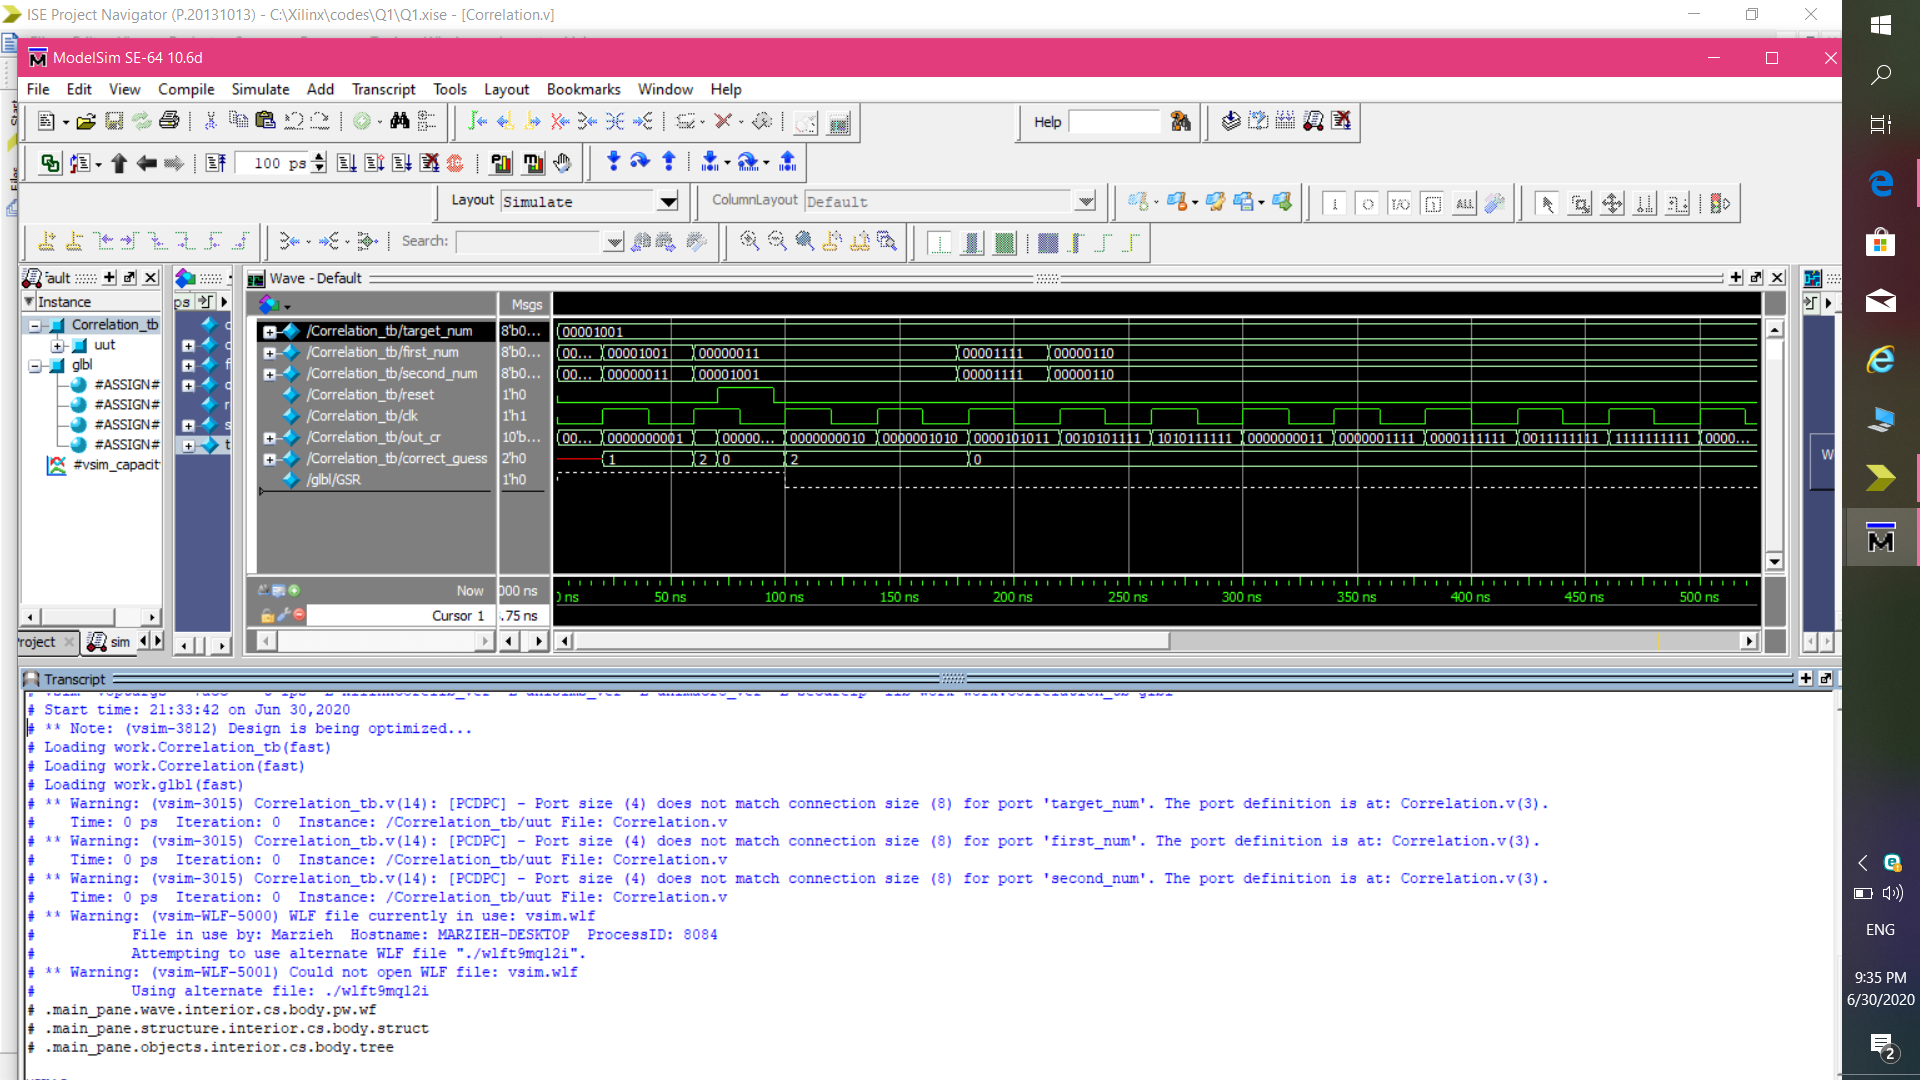 ISE Project Navigator (P.20131013) - C:\Xilinx\codes\Q1\Q1.xise - [Correlation.v]
ModelSim SE-64 10.6d
File Edit View Compile Simulate Add Transcript Tools Layout Bookmarks Window Help
Help
100 ps
Layout Simulate ColumnLayout Default
Search:
Wave - Default
Instance
Msgs
Correlation_tb
uut
glbl
#ASSIGN#
#ASSIGN#
#ASSIGN#
#ASSIGN#
#vsim_capacit
/Correlation_tb/target_num 8'b0... 00001001
/Correlation_tb/first_num 8'b0... 00... 00001001 00000011 00001111 00000110
/Correlation_tb/second_num 8'b0... 00... 00000011 00001001 00001111 00000110
/Correlation_tb/reset 1'h0
/Correlation_tb/clk 1'h1
/Correlation_tb/out_cr 10'b... 00... 0000000001 00000... 0000000010 0000001010 0000101011 0010101111 1010111111 0000000011 0000001111 0000111111 0011111111 1111111111 0000...
/Correlation_tb/correct_guess 2'h0 1 2 0 2 0
/glbl/GSR 1'h0
Now 000 ns
50 ns 100 ns 150 ns 200 ns 250 ns 300 ns 350 ns 400 ns 450 ns 500 ns
Cursor 1 .75 ns
roject sim
Transcript
# Start time: 21:33:42 on Jun 30,2020
# ** Note: (vsim-3812) Design is being optimized...
# Loading work.Correlation_tb(fast)
# Loading work.Correlation(fast)
# Loading work.glbl(fast)
# ** Warning: (vsim-3015) Correlation_tb.v(14): [PCDPC] - Port size (4) does not match connection size (8) for port 'target_num'. The port definition is at: Correlation.v(3).
# Time: 0 ps Iteration: 0 Instance: /Correlation_tb/uut File: Correlation.v
# ** Warning: (vsim-3015) Correlation_tb.v(14): [PCDPC] - Port size (4) does not match connection size (8) for port 'first_num'. The port definition is at: Correlation.v(3).
# Time: 0 ps Iteration: 0 Instance: /Correlation_tb/uut File: Correlation.v
# ** Warning: (vsim-3015) Correlation_tb.v(14): [PCDPC] - Port size (4) does not match connection size (8) for port 'second_num'. The port definition is at: Correlation.v(3).
# Time: 0 ps Iteration: 0 Instance: /Correlation_tb/uut File: Correlation.v
# ** Warning: (vsim-WLF-5000) WLF file currently in use: vsim.wlf
# File in use by: Marzieh Hostname: MARZIEH-DESKTOP ProcessID: 8084
# Attempting to use alternate WLF file "./wlft9mql2i".
# ** Warning: (vsim-WLF-5001) Could not open WLF file: vsim.wlf
# Using alternate file: ./wlft9mql2i
# .main_pane.wave.interior.cs.body.pw.wf
# .main_pane.structure.interior.cs.body.struct
# .main_pane.objects.interior.cs.body.tree
ENG
9:35 PM
6/30/2020
2